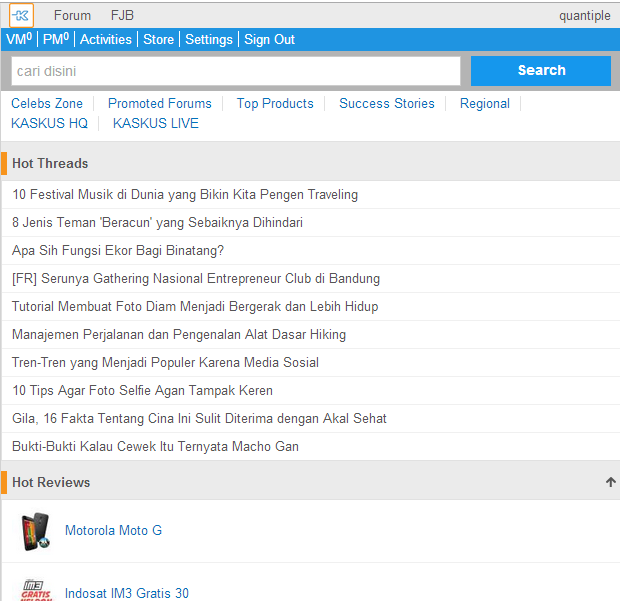 Forum FJB quantiple
VM0 PM0 Activities Store Settings Sign Out
cari disini Search
Celebs Zone Promoted Forums Top Products Success Stories Regional
KASKUS HQ KASKUS LIVE
Hot Threads
10 Festival Musik di Dunia yang Bikin Kita Pengen Traveling
8 Jenis Teman 'Beracun' yang Sebaiknya Dihindari
Apa Sih Fungsi Ekor Bagi Binatang?
[FR] Serunya Gathering Nasional Entrepreneur Club di Bandung
Tutorial Membuat Foto Diam Menjadi Bergerak dan Lebih Hidup
Manajemen Perjalanan dan Pengenalan Alat Dasar Hiking
Tren-Tren yang Menjadi Populer Karena Media Sosial
10 Tips Agar Foto Selfie Agan Tampak Keren
Gila, 16 Fakta Tentang Cina Ini Sulit Diterima dengan Akal Sehat
Bukti-Bukti Kalau Cewek Itu Ternyata Macho Gan
Hot Reviews
Motorola Moto G
IM3
GRATIS
Indosat IM3 Gratis 30